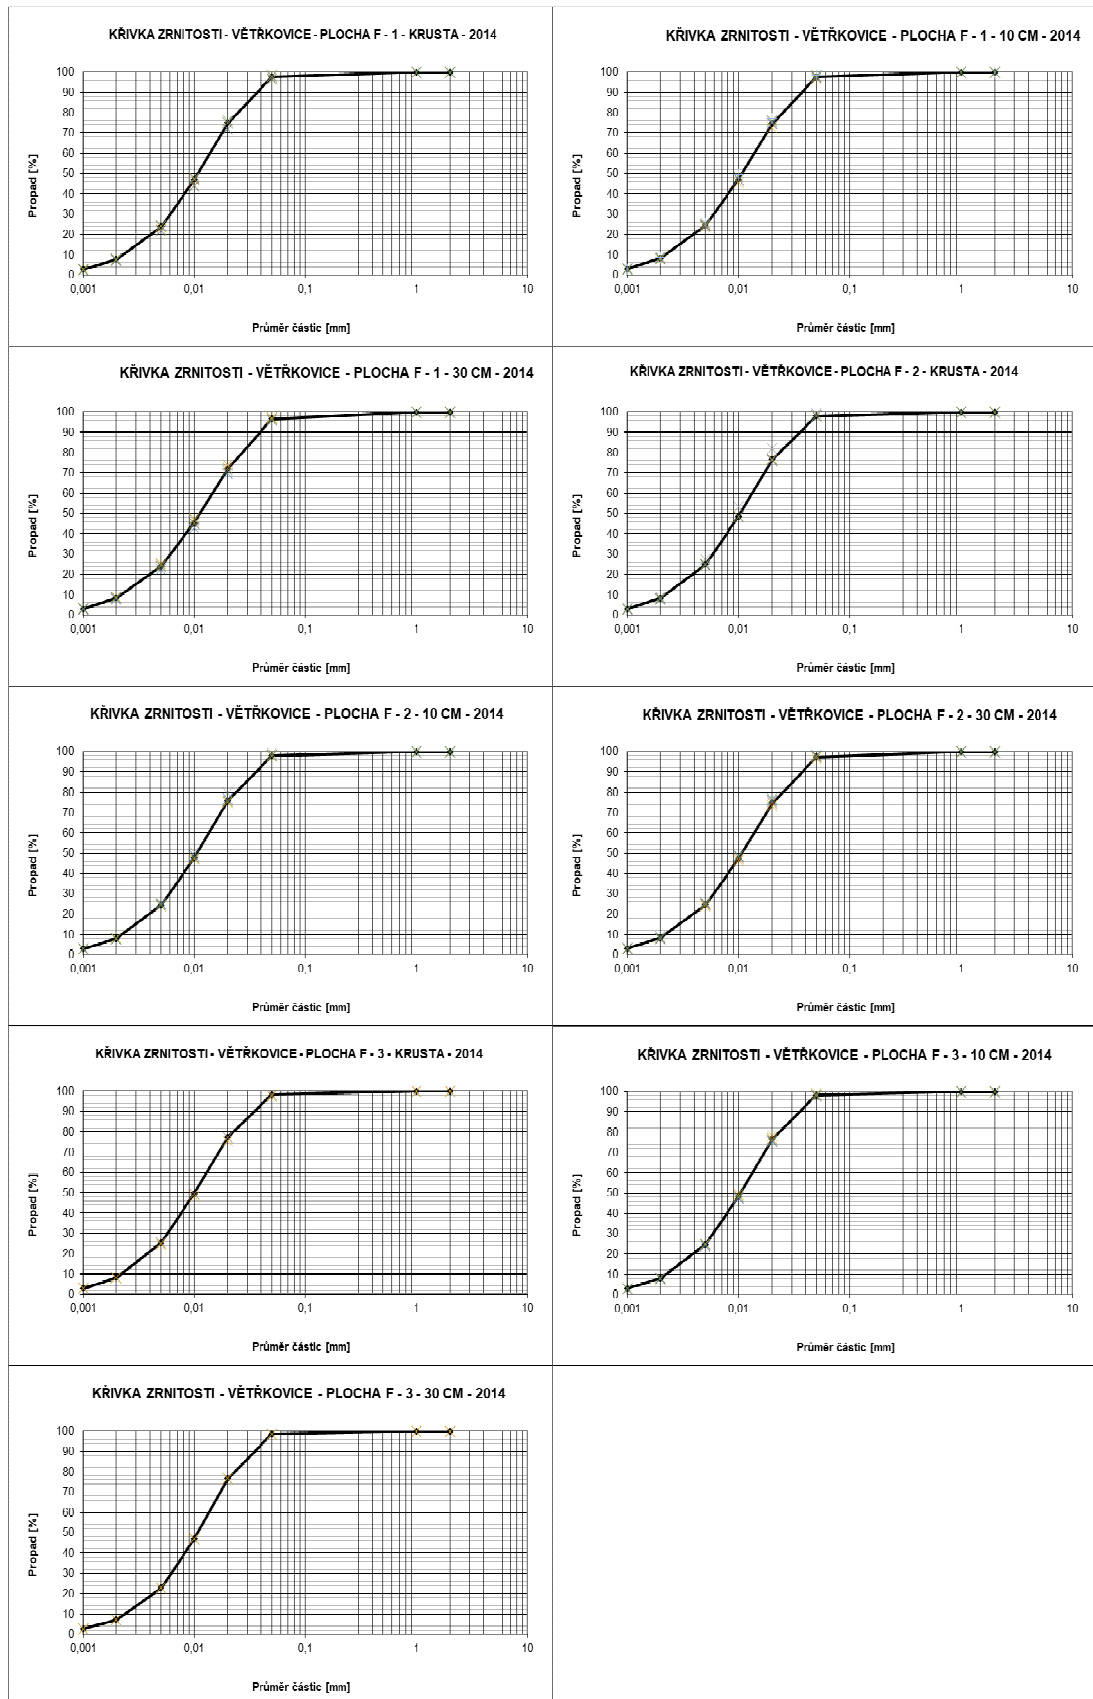 KŘIVKA ZRNITOSTI - VĚTŘKOVICE - PLOCHA F - 1 - KRUSTA - 2014
Propad [%]
100
90
80
70
60
50
40
30
20
10
0
0,001 0,01 0,1 1 10
Průměr částic [mm]
KŘIVKA ZRNITOSTI - VĚTŘKOVICE - PLOCHA F - 1 - 10 CM - 2014
Propad [%]
100
90
80
70
60
50
40
30
20
10
0
0,001 0,01 0,1 1 10
Průměr částic [mm]
KŘIVKA ZRNITOSTI - VĚTŘKOVICE - PLOCHA F - 1 - 30 CM - 2014
Propad [%]
100
90
80
70
60
50
40
30
20
10
0
0,001 0,01 0,1 1 10
Průměr částic [mm]
KŘIVKA ZRNITOSTI - VĚTŘKOVICE - PLOCHA F - 2 - KRUSTA - 2014
Propad [%]
100
90
80
70
60
50
40
30
20
10
0
0,001 0,01 0,1 1 10
Průměr částic [mm]
KŘIVKA ZRNITOSTI - VĚTŘKOVICE - PLOCHA F - 2 - 10 CM - 2014
Propad [%]
100
90
80
70
60
50
40
30
20
10
0
0,001 0,01 0,1 1 10
Průměr částic [mm]
KŘIVKA ZRNITOSTI - VĚTŘKOVICE - PLOCHA F - 2 - 30 CM - 2014
Propad [%]
100
90
80
70
60
50
40
30
20
10
0
0,001 0,01 0,1 1 10
Průměr částic [mm]
KŘIVKA ZRNITOSTI - VĚTŘKOVICE - PLOCHA F - 3 - KRUSTA - 2014
Propad [%]
100
90
80
70
60
50
40
30
20
10
0
0,001 0,01 0,1 1 10
Průměr částic [mm]
KŘIVKA ZRNITOSTI - VĚTŘKOVICE - PLOCHA F - 3 - 10 CM - 2014
Propad [%]
100
90
80
70
60
50
40
30
20
10
0
0,001 0,01 0,1 1 10
Průměr částic [mm]
KŘIVKA ZRNITOSTI - VĚTŘKOVICE - PLOCHA F - 3 - 30 CM - 2014
Propad [%]
100
90
80
70
60
50
40
30
20
10
0
0,001 0,01 0,1 1 10
Průměr částic [mm]